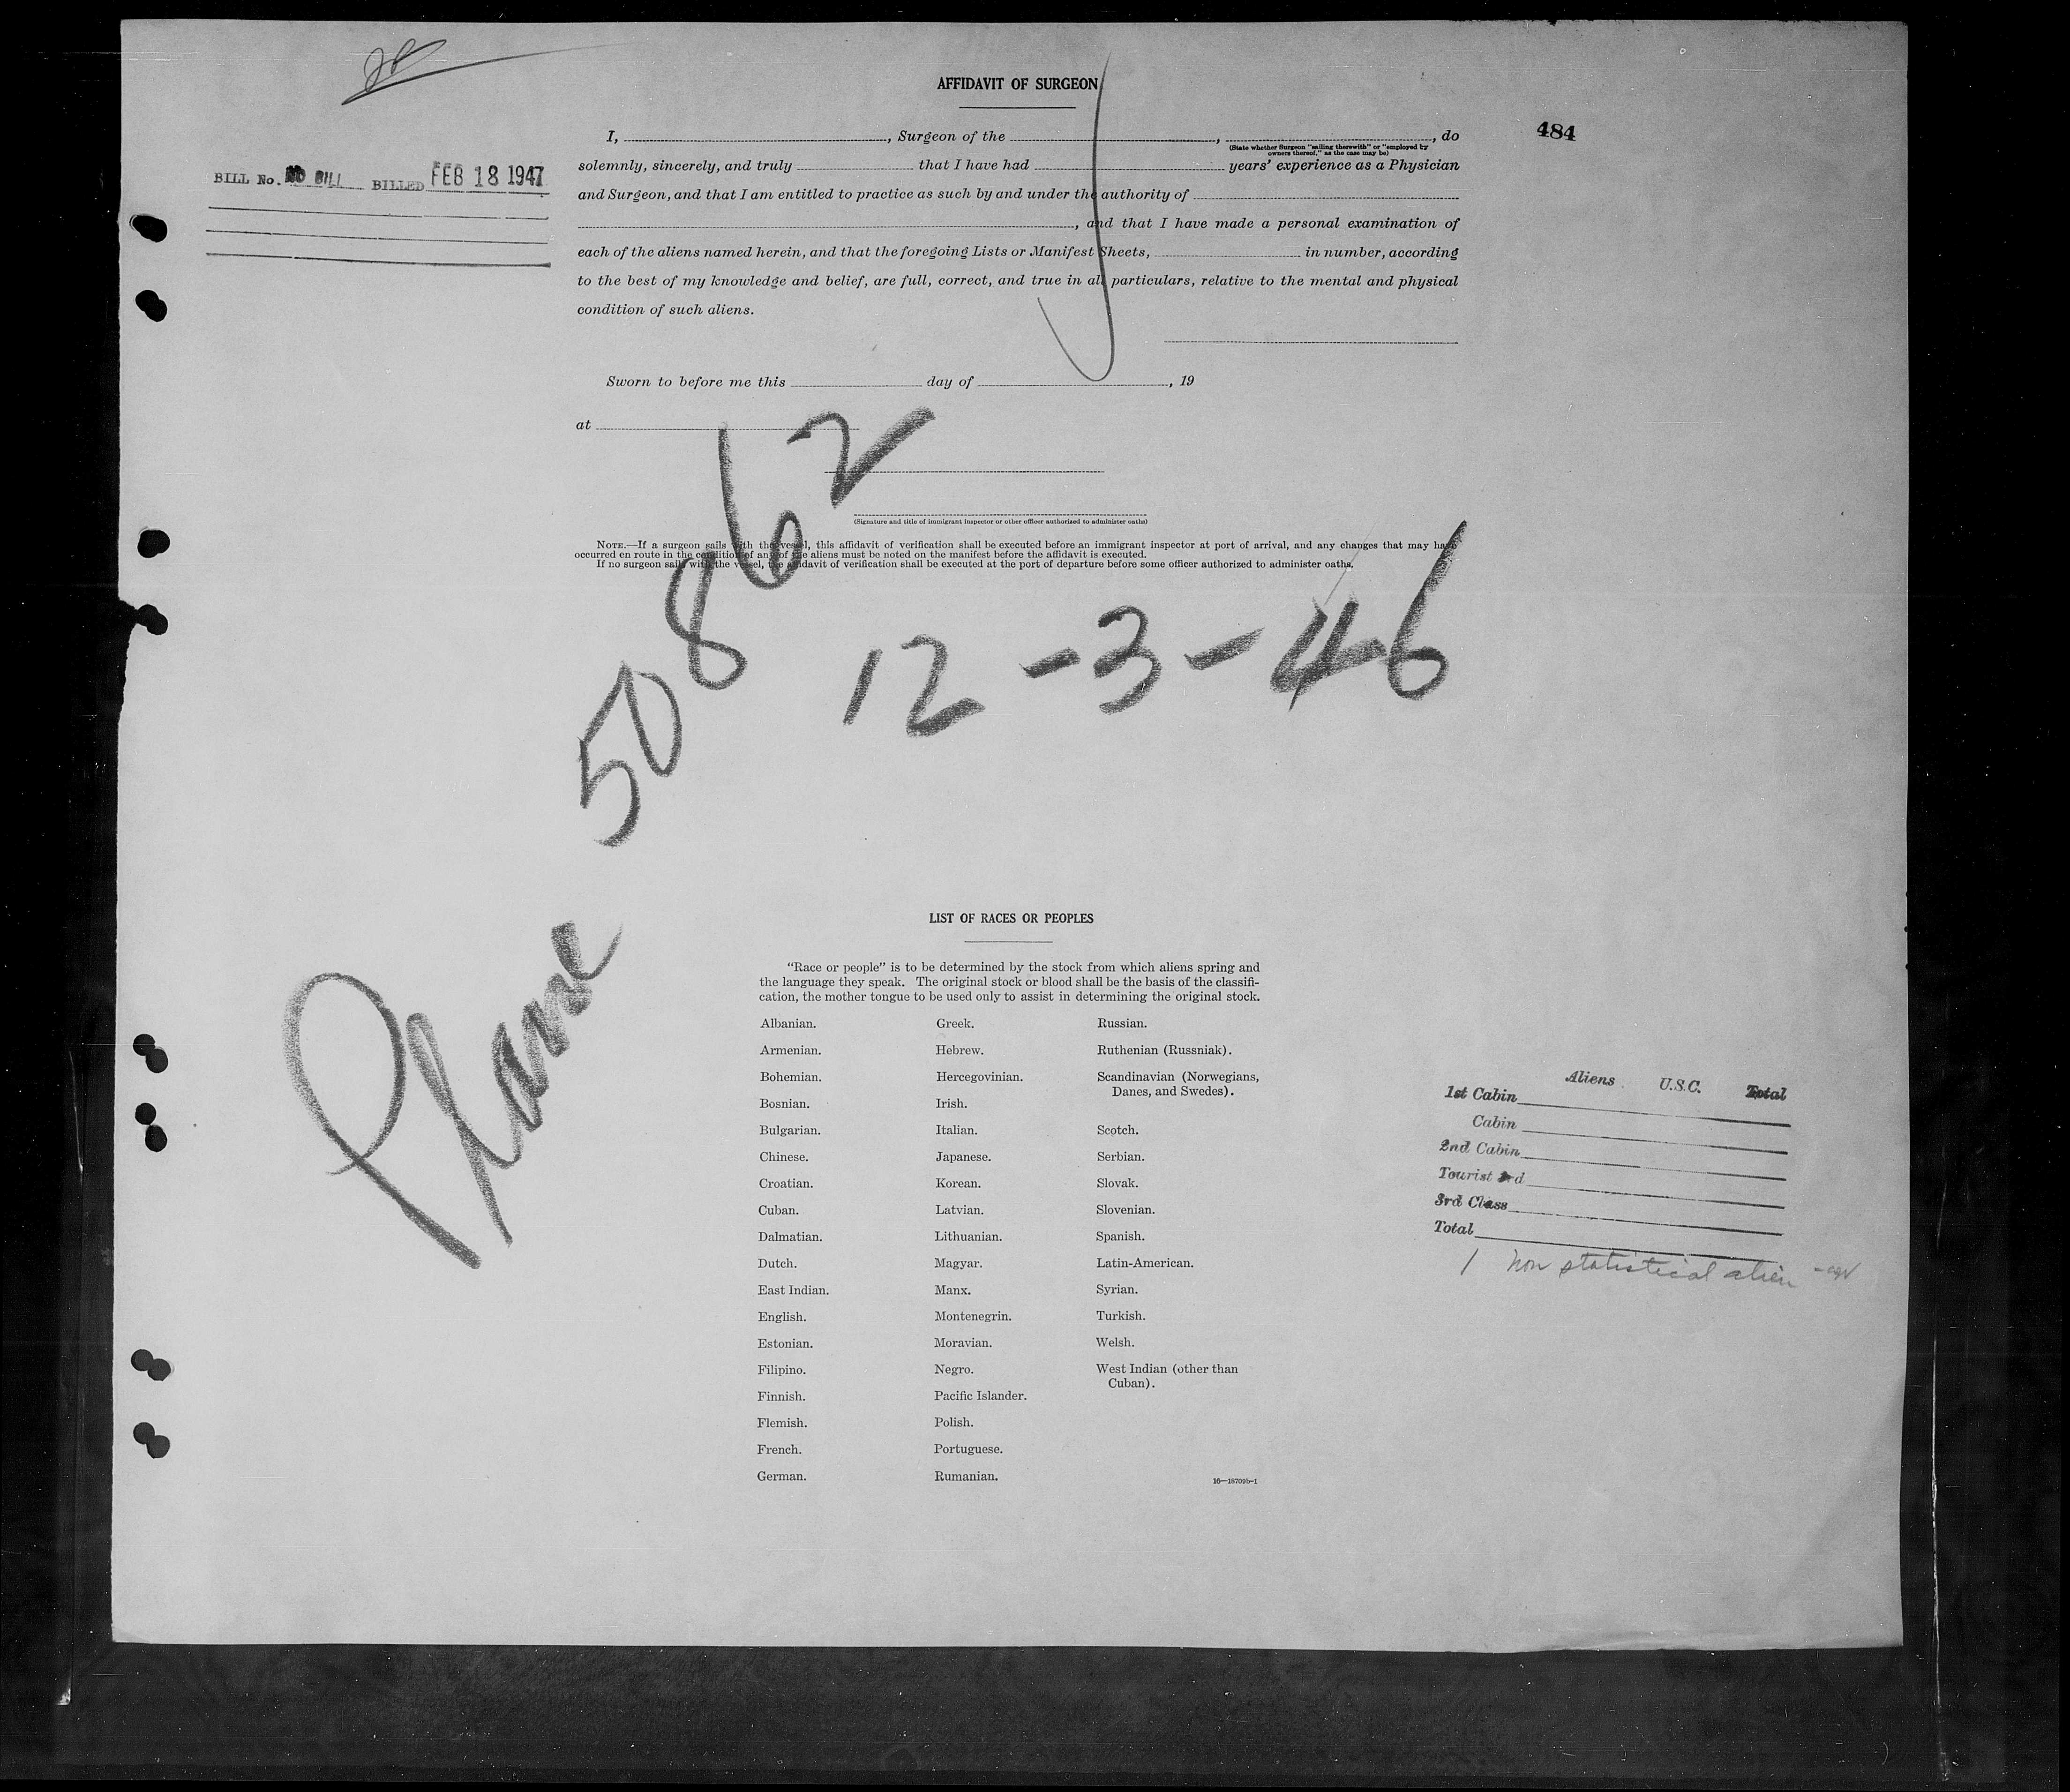 AFFIDAVIT OF SURGEON
484
I, , Surgeon of the , , do
(State whether Surgeon "sailing therewith" or "employed by
owners thereof," as the case may be)
solemnly, sincerely, and truly that I have had years' experience as a Physician
BILL No. NO BILL BILLED FEB 18 1947
and Surgeon, and that I am entitled to practice as such by and under the authority of
, and that I have made a personal examination of
each of the aliens named herein, and that the foregoing Lists or Manifest Sheets, in number, according
to the best of my knowledge and belief, are full, correct, and true in all particulars, relative to the mental and physical
condition of such aliens.
Sworn to before me this day of , 19
at
(Signature and title of immigrant inspector or other officer authorized to administer oaths)
NOTE.—If a surgeon sails with the vessel, this affidavit of verification shall be executed before an immigrant inspector at port of arrival, and any changes that may have
occurred en route in the condition of any of the aliens must be noted on the manifest before the affidavit is executed.
If no surgeon sails with the vessel, the affidavit of verification shall be executed at the port of departure before some officer authorized to administer oaths.
Plane 50862
12-3-46
LIST OF RACES OR PEOPLES
"Race or people" is to be determined by the stock from which aliens spring and
the language they speak. The original stock or blood shall be the basis of the classifi-
cation, the mother tongue to be used only to assist in determining the original stock.
Albanian.
Armenian.
Bohemian.
Bosnian.
Bulgarian.
Chinese.
Croatian.
Cuban.
Dalmatian.
Dutch.
East Indian.
English.
Estonian.
Filipino.
Finnish.
Flemish.
French.
German.
Greek.
Hebrew.
Hercegovinian.
Irish.
Italian.
Japanese.
Korean.
Latvian.
Lithuanian.
Magyar.
Manx.
Montenegrin.
Moravian.
Negro.
Pacific Islander.
Polish.
Portuguese.
Rumanian.
Russian.
Ruthenian (Russniak).
Scandinavian (Norwegians,
Danes, and Swedes).
Scotch.
Serbian.
Slovak.
Slovenian.
Spanish.
Latin-American.
Syrian.
Turkish.
Welsh.
West Indian (other than
Cuban).
16—18709b-1
Aliens U.S.C. Total
1st Cabin
Cabin
2nd Cabin
Tourist 3rd
3rd Class
Total
1 Non statistical alien